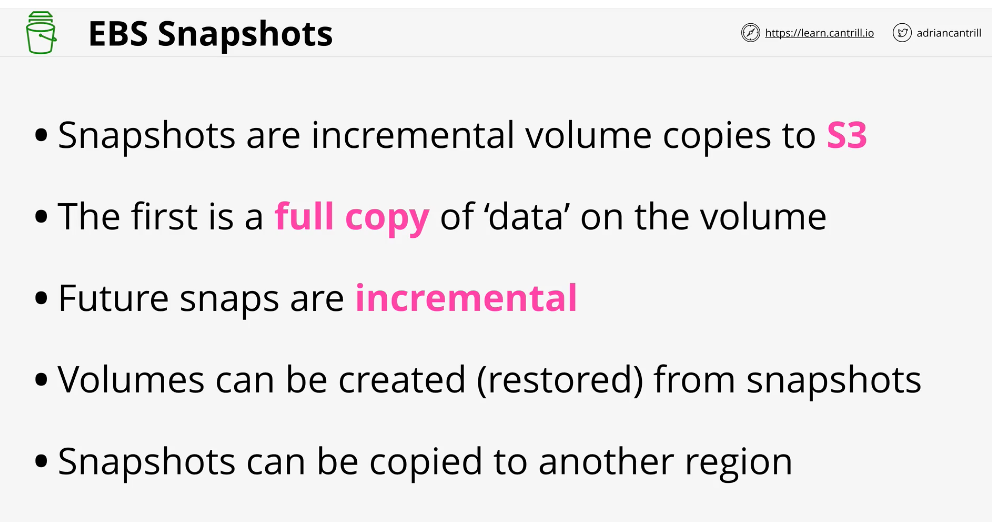 EBS Snapshots
https://learn.cantrill.io
adriancantrill
• Snapshots are incremental volume copies to S3
• The first is a full copy of ‘data’ on the volume
• Future snaps are incremental
• Volumes can be created (restored) from snapshots
• Snapshots can be copied to another region